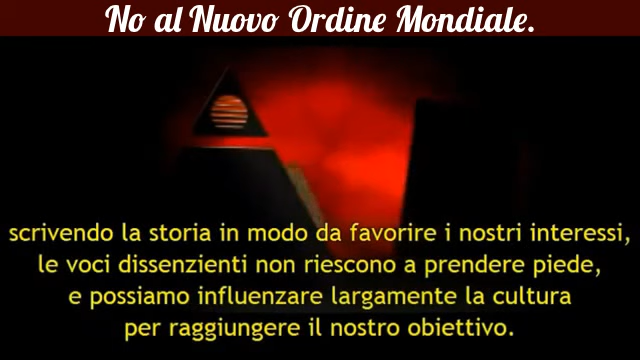 No al Nuovo Ordine Mondiale.
scrivendo la storia in modo da favorire i nostri interessi,
le voci dissenzienti non riescono a prendere piede,
e possiamo influenzare largamente la cultura
per raggiungere il nostro obiettivo.